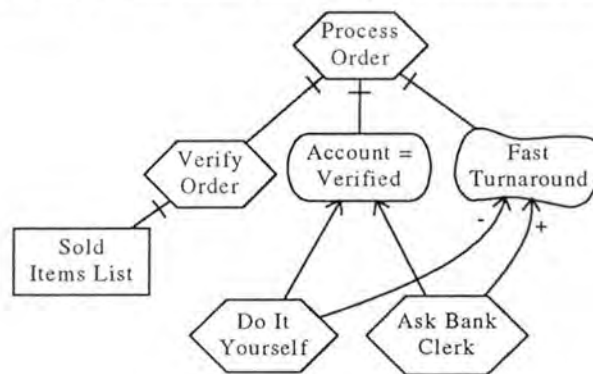 Process
Order
Verify
Order
Account =
Verified
Fast
Turnaround
-
+
Sold
Items List
Do It
Yourself
Ask Bank
Clerk